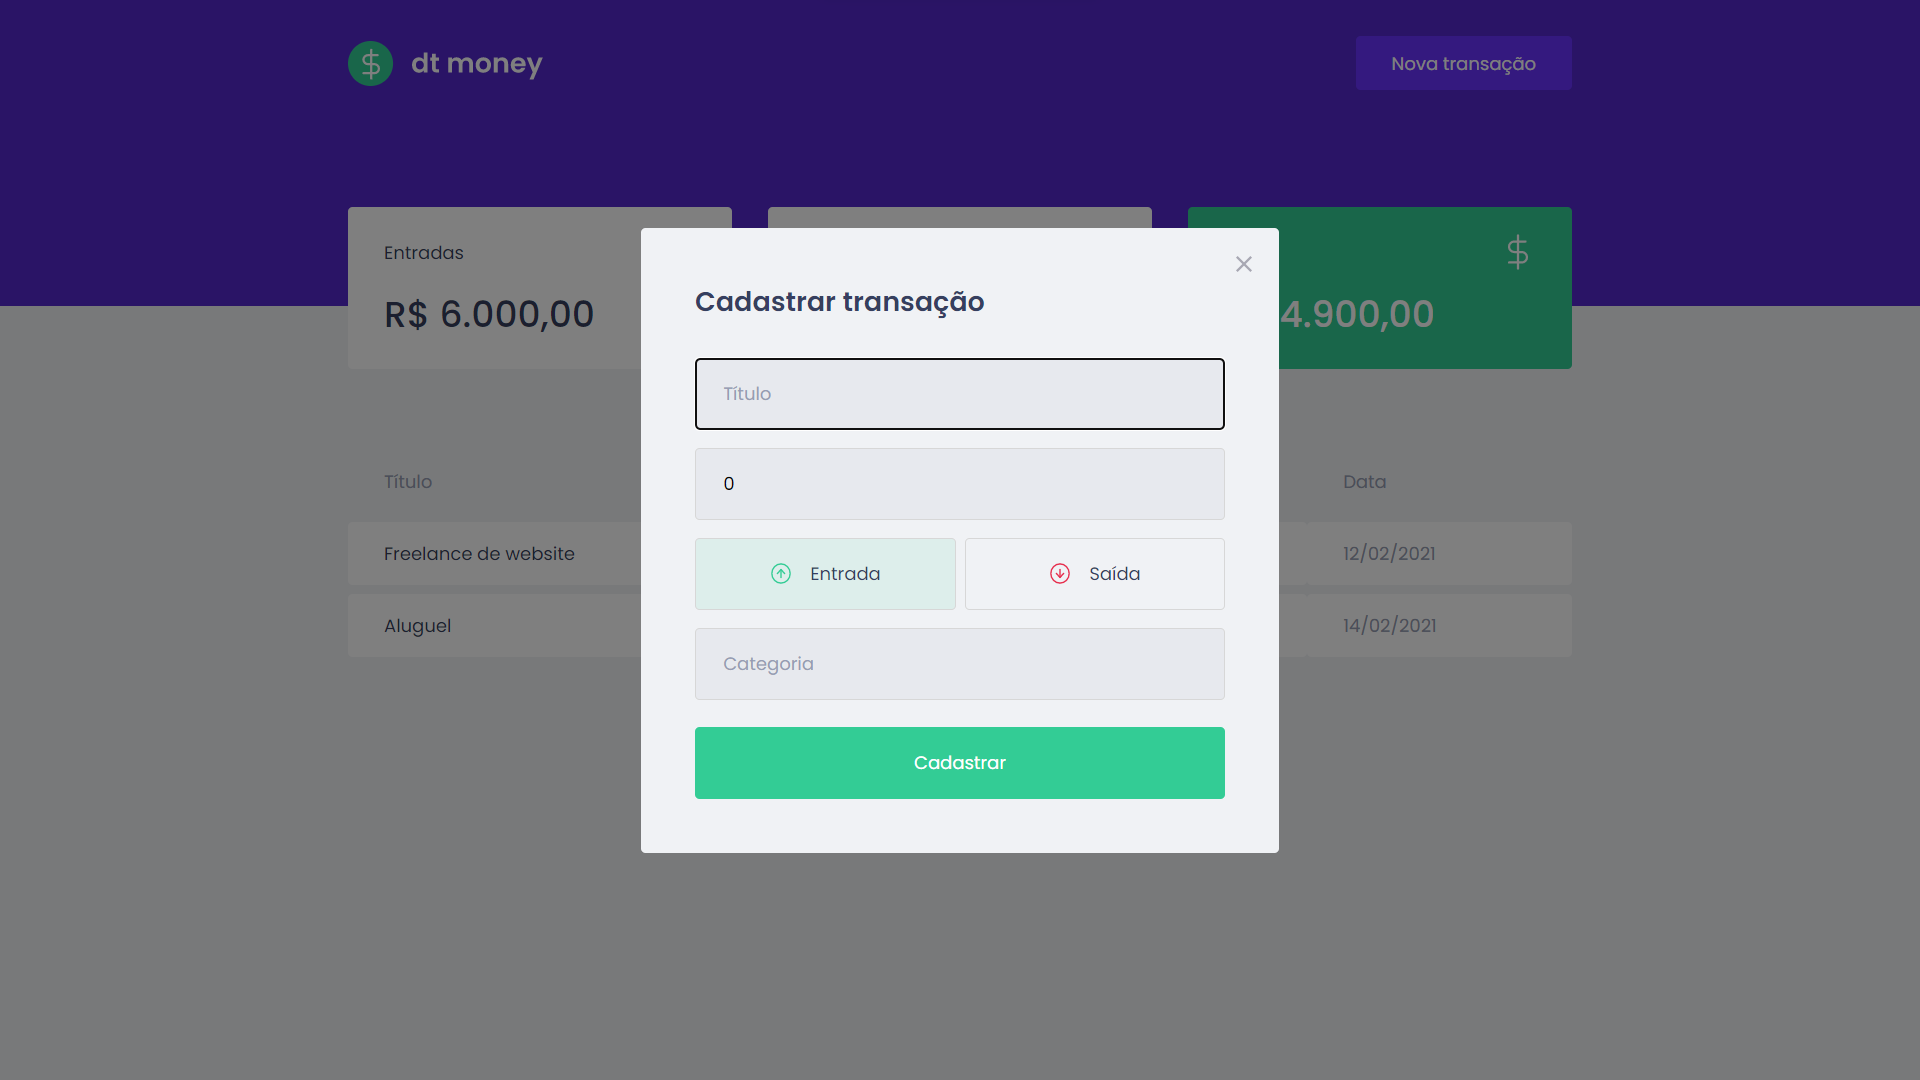 dt money
Nova transação
Entradas
R$ 6.000,00
4.900,00
Cadastrar transação
Título
0
Entrada
Saída
Categoria
Cadastrar
Título
Data
Freelance de website
12/02/2021
Aluguel
14/02/2021